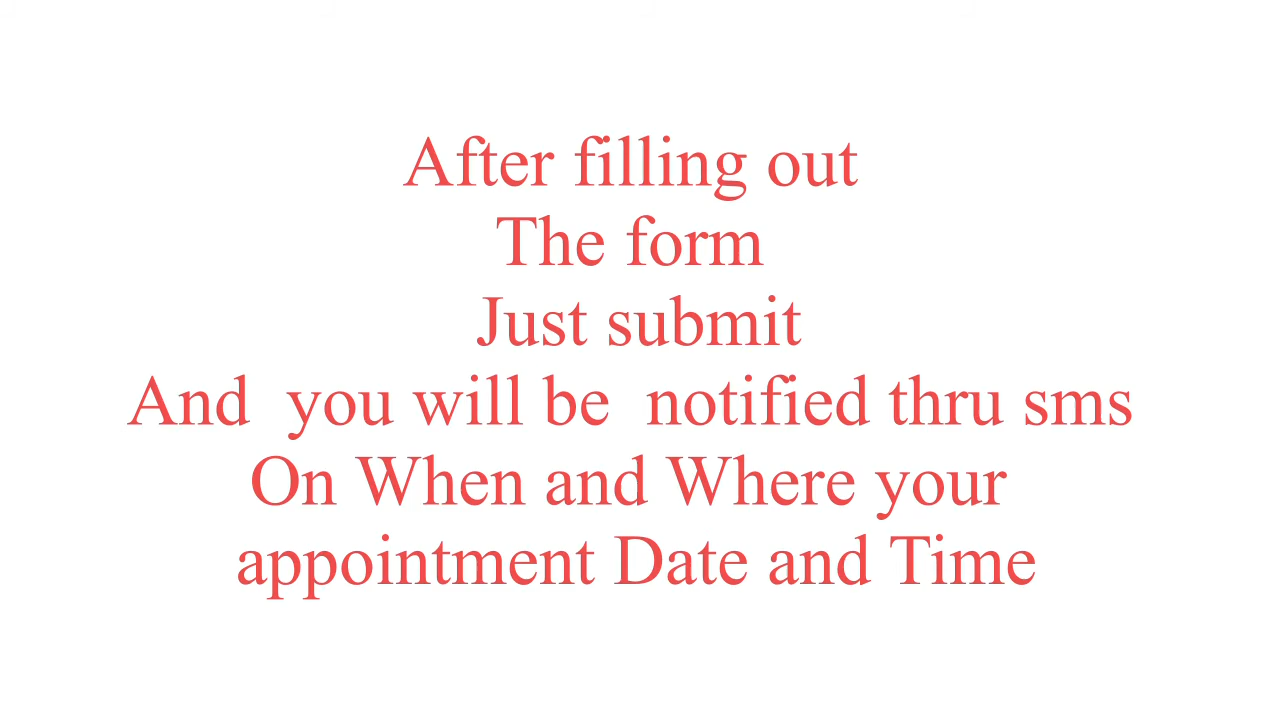 After filling out
The form
Just submit
And  you will be  notified thru sms
On When and Where your
appointment Date and Time